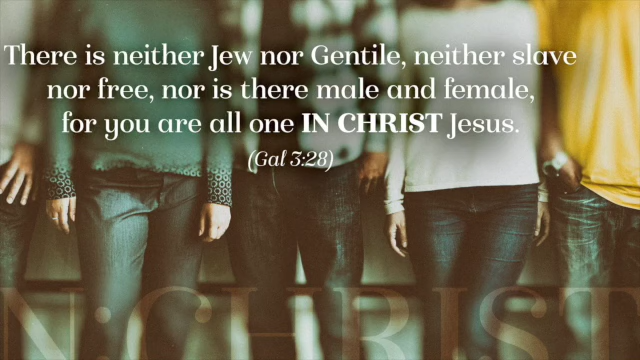 There is neither Jew nor Gentile, neither slave
nor free, nor is there male and female,
for you are all one IN CHRIST Jesus.
(Gal 3:28)
N:CHRIST